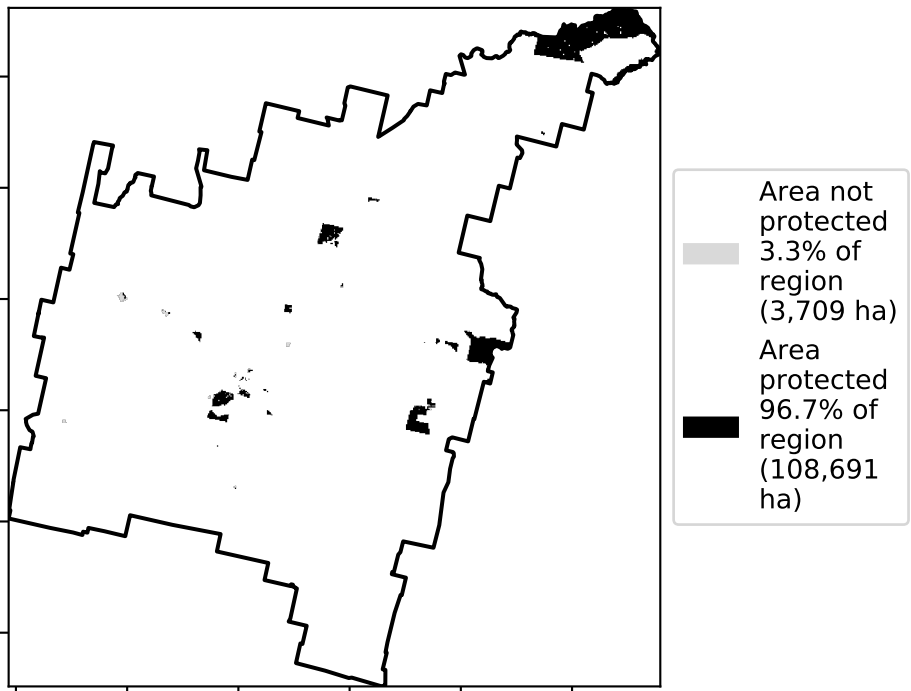 Area not
protected
3.3% of
region
(3,709 ha)
Area
protected
96.7% of
region
(108,691
ha)